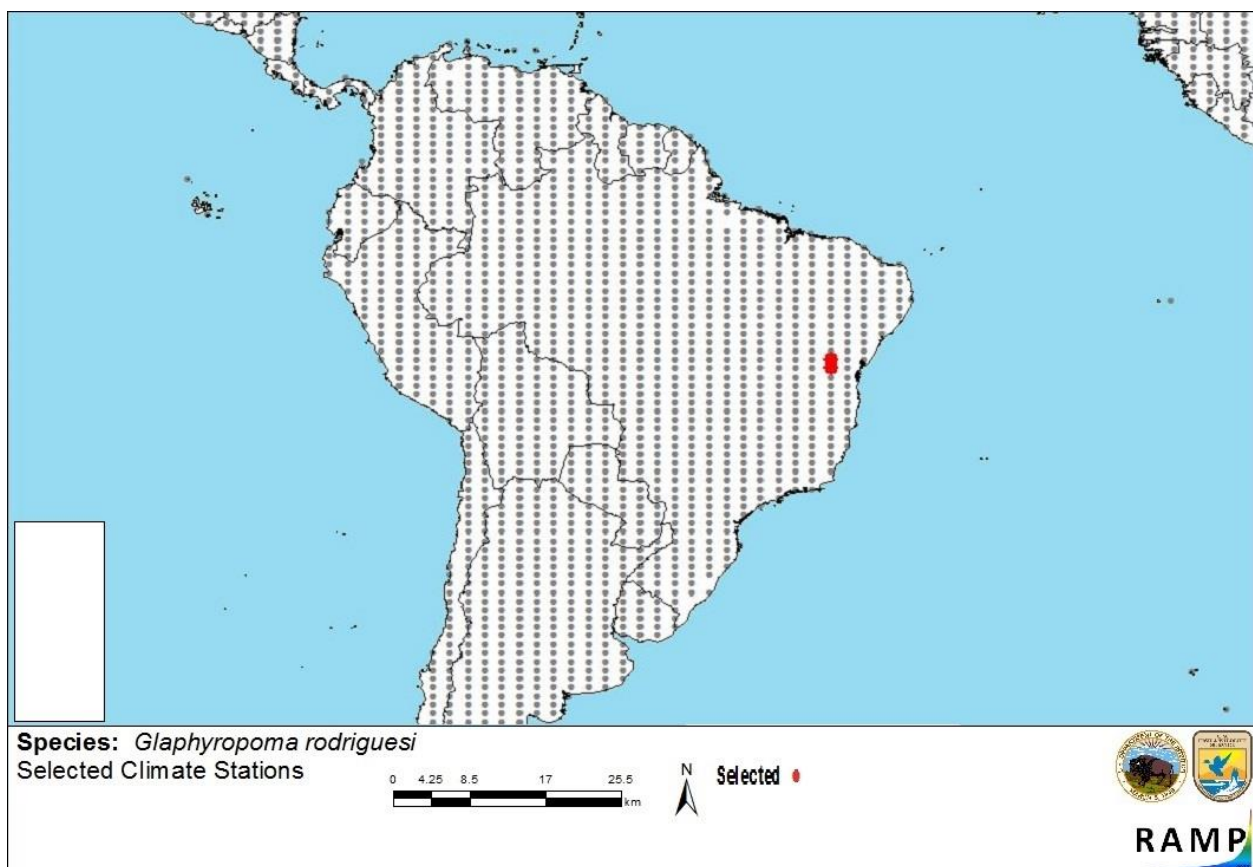 Species: Glaphyropoma rodriguesi
Selected Climate Stations
0 4.25 8.5 17 25.5
km
N
Selected
RAMP